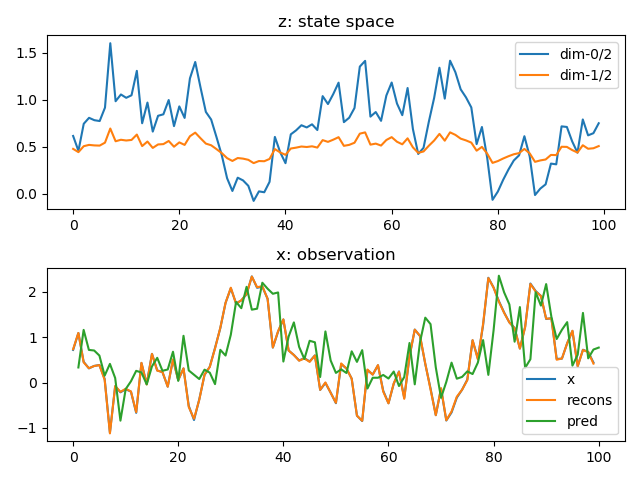 z: state space
1.5
1.0
0.5
0.0
dim-0/2
dim-1/2
0 20 40 60 80 100
x: observation
2
1
0
−1
x
recons
pred
0 20 40 60 80 100